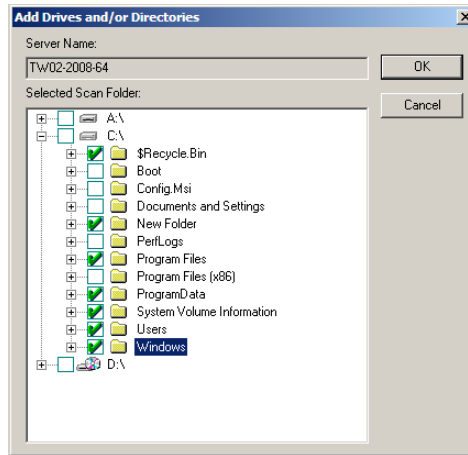 Add Drives and/or Directories
Server Name:
TW02-2008-64
OK
Selected Scan Folder:
Cancel
A:\
C:\
$Recycle.Bin
Boot
Config.Msi
Documents and Settings
New Folder
PerfLogs
Program Files
Program Files (x86)
ProgramData
System Volume Information
Users
Windows
D:\